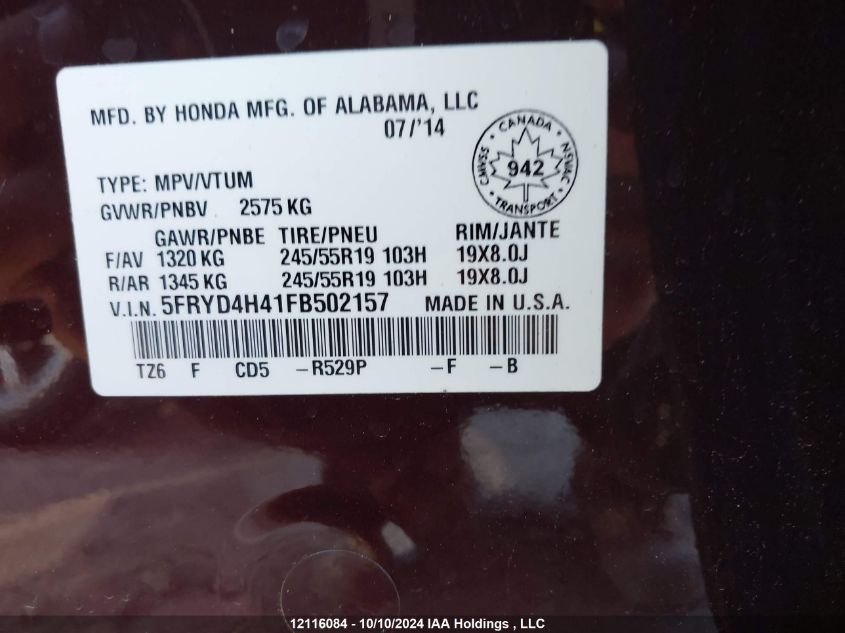 MFD. BY HONDA MFG. OF ALABAMA, LLC
07/'14
CANADA
CMVSS
NSVAC
942
TRANSPORT
TYPE: MPV/VTUM
GVWR/PNBV 2575 KG
GAWR/PNBE TIRE/PNEU RIM/JANTE
F/AV 1320 KG 245/55R19 103H 19X8.0J
R/AR 1345 KG 245/55R19 103H 19X8.0J
V.I.N. 5FRYD4H41FB502157 MADE IN U.S.A.
TZ6 F CD5 –R529P –F –B
12116084 - 10/10/2024 IAA Holdings , LLC